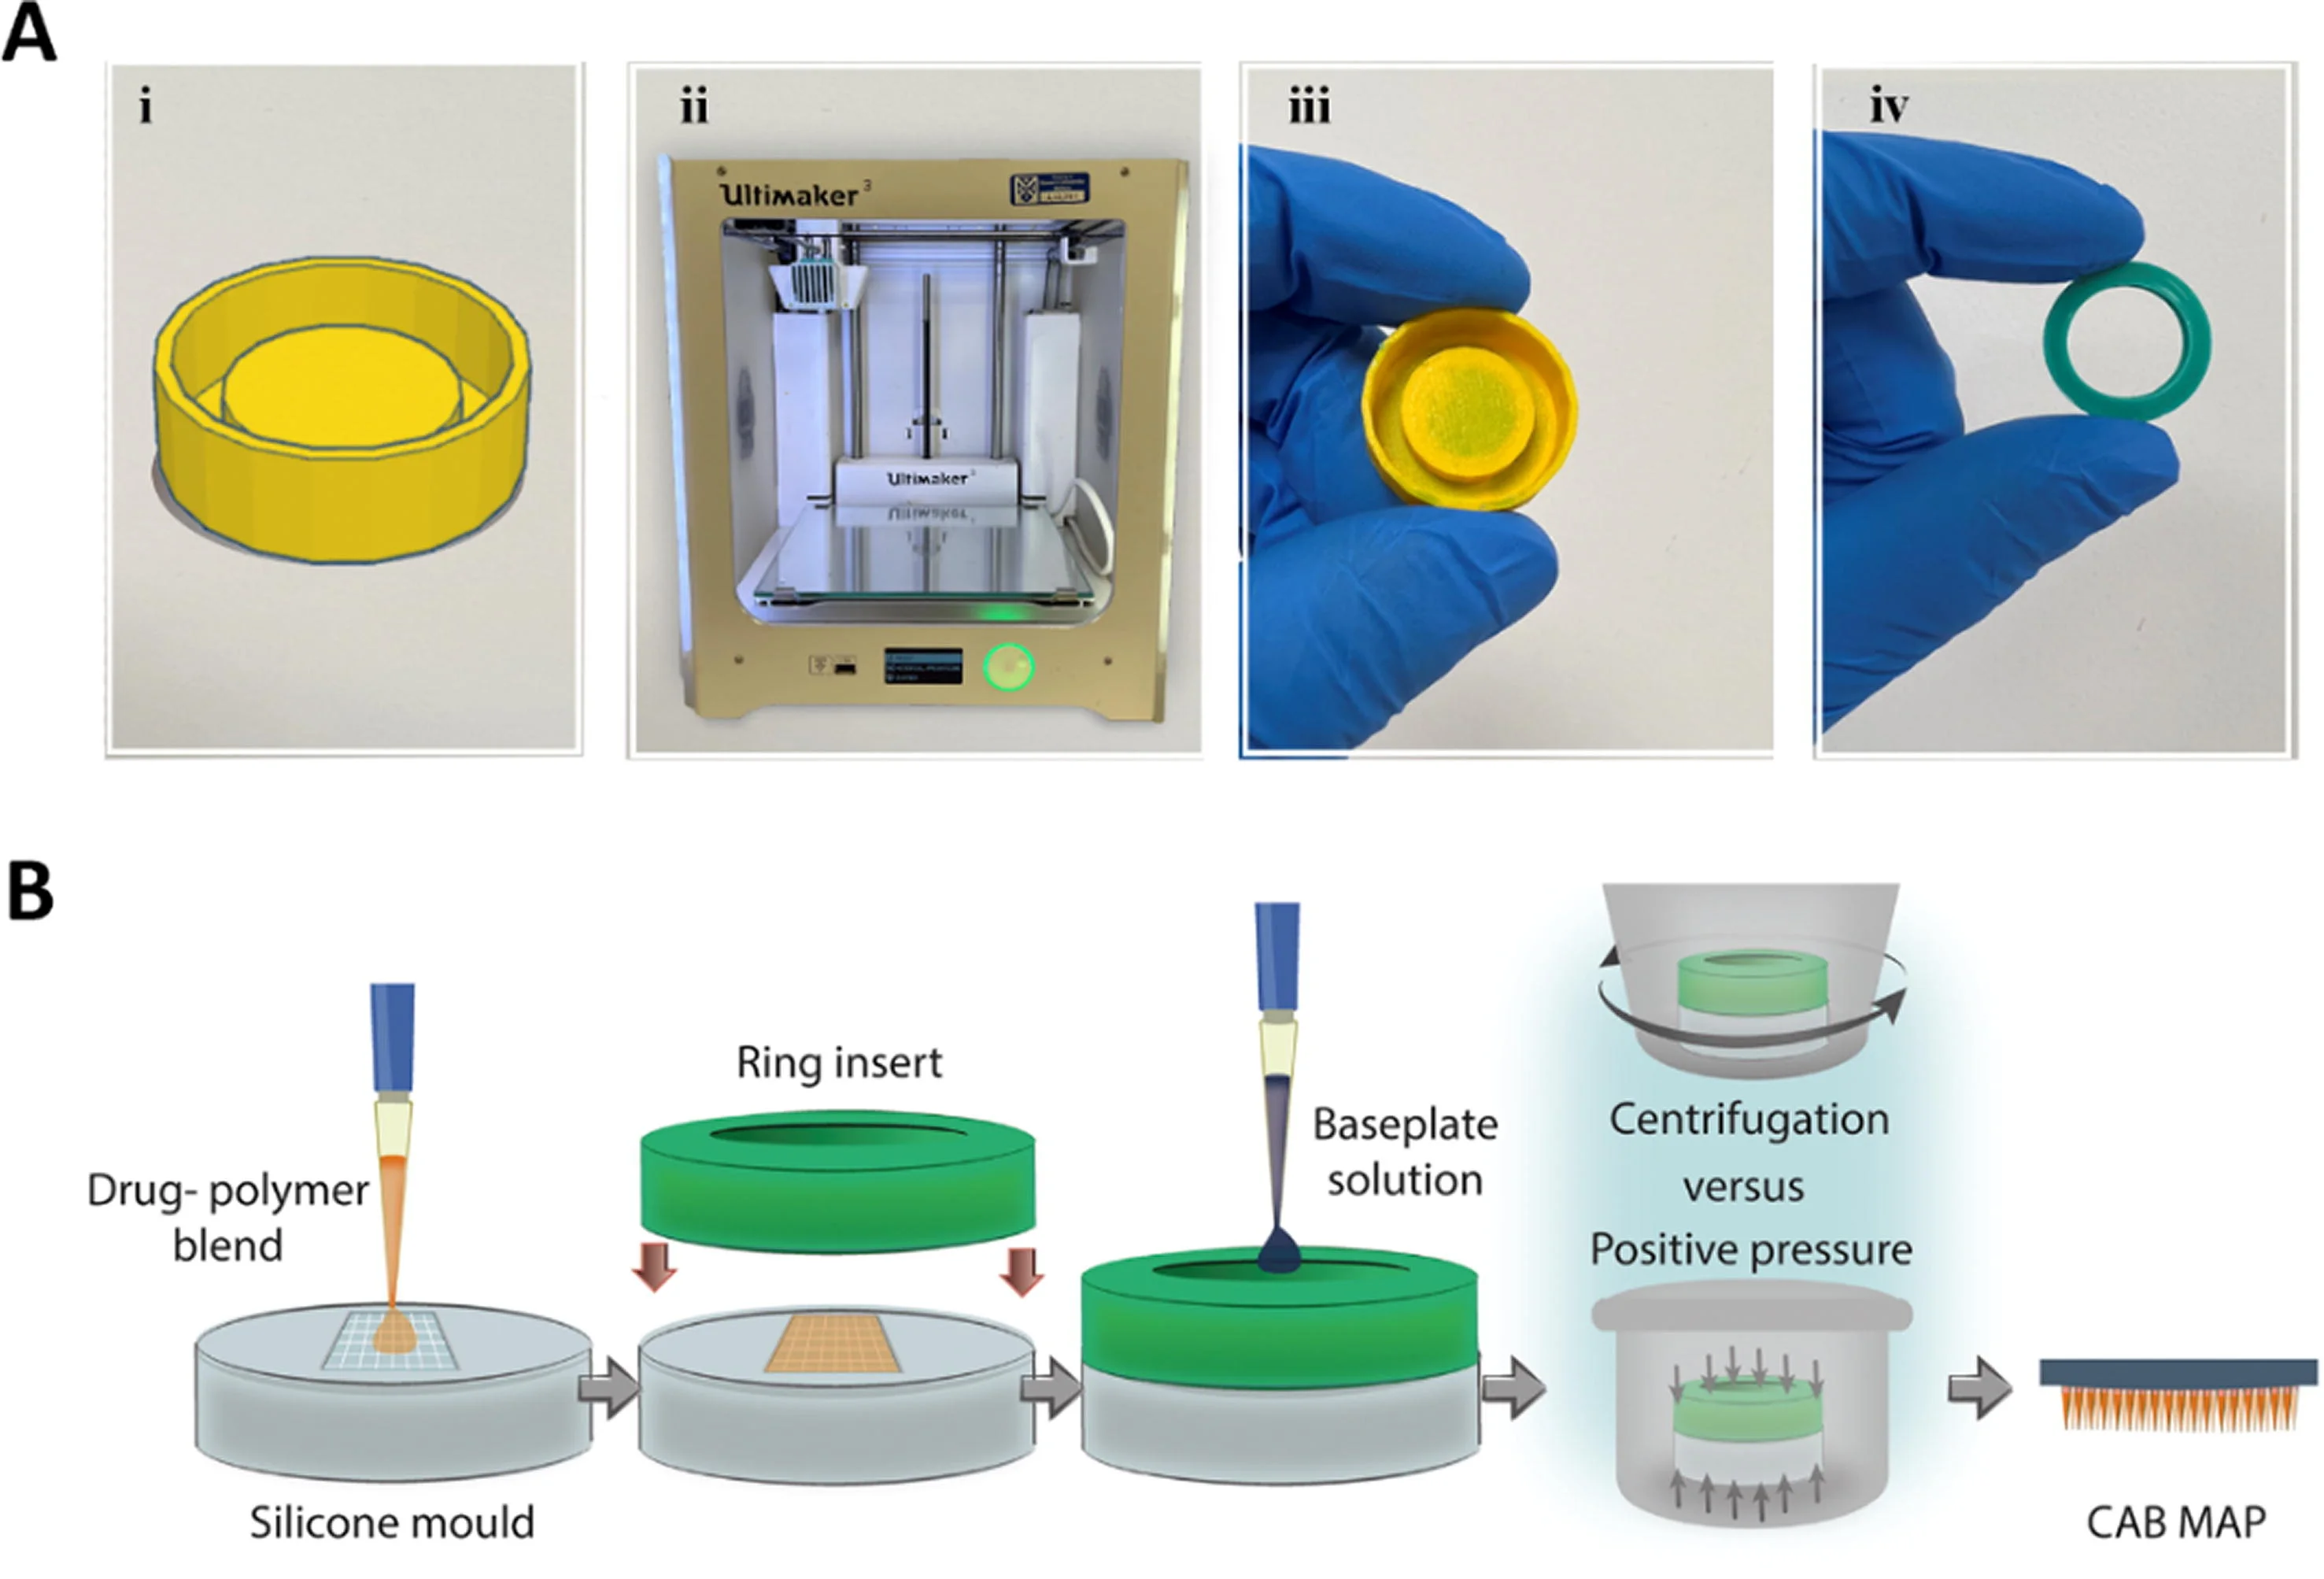 A
i
ii
iii
iv
Ultimaker 3
Ultimaker
B
Drug- polymer
blend
Silicone mould
Ring insert
Baseplate
solution
Centrifugation
versus
Positive pressure
CAB MAP